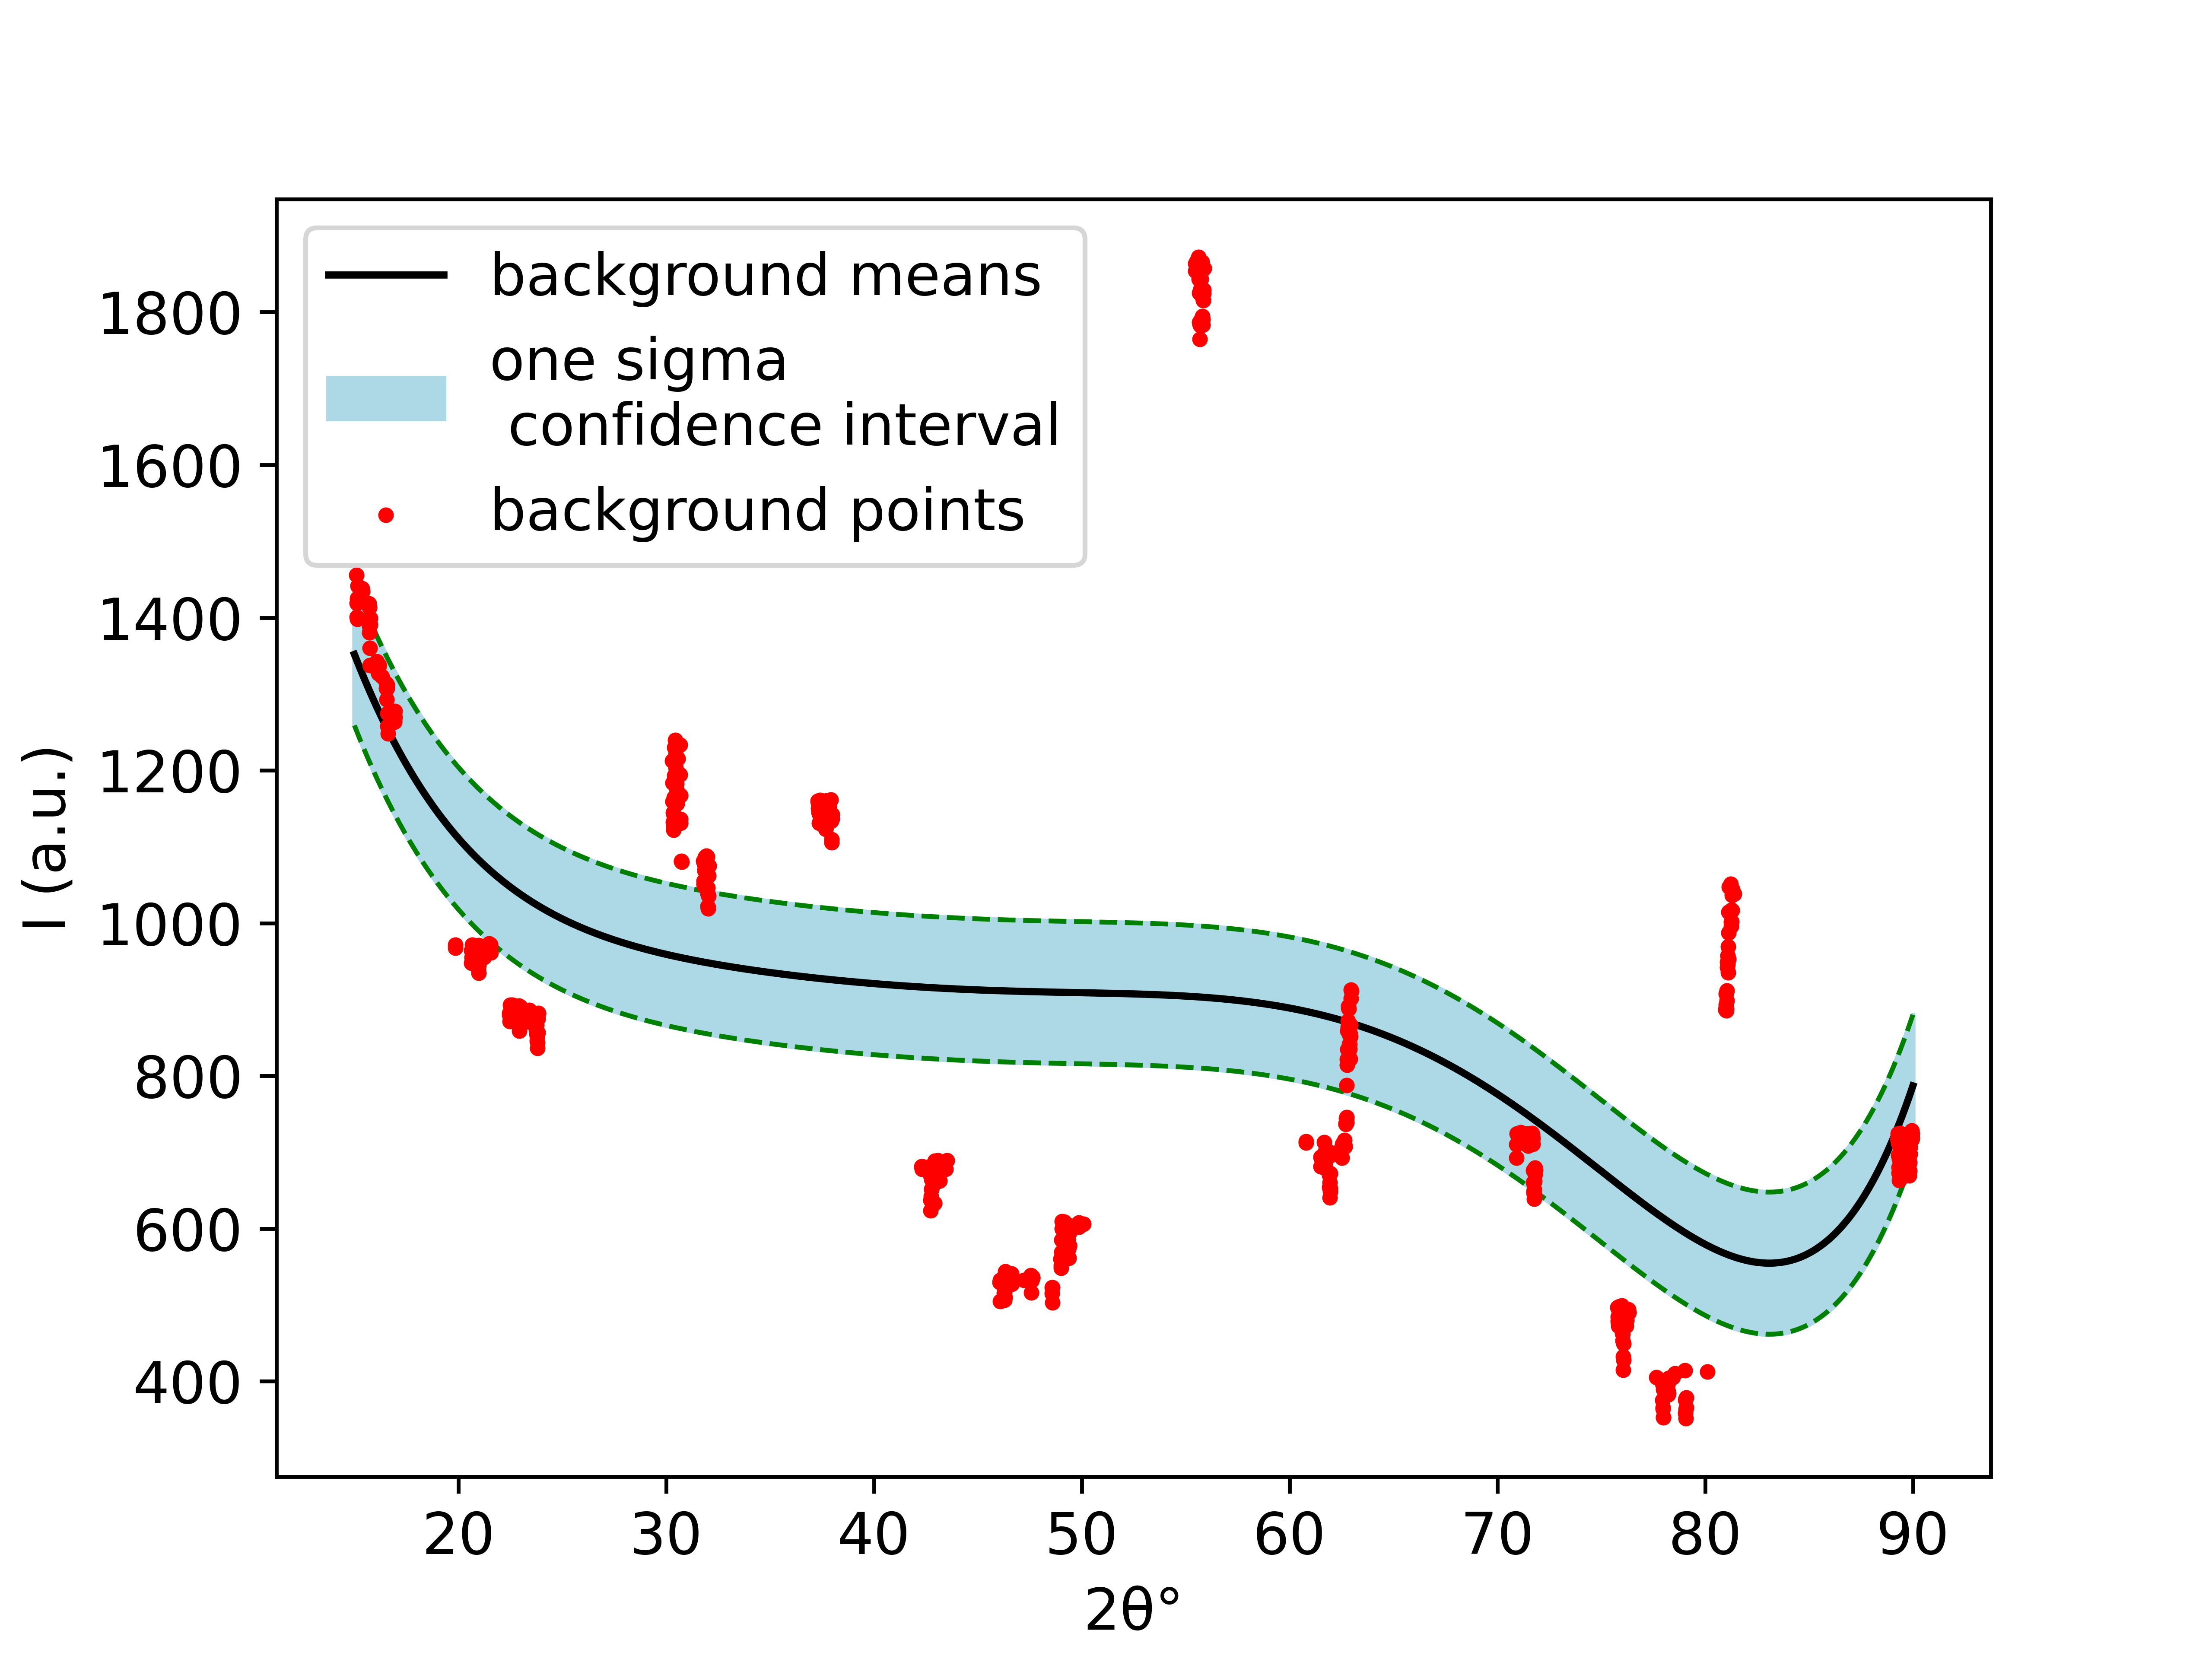 background means
one sigma
confidence interval
background points
1800
1600
1400
1200
1000
800
600
400
I (a.u.)
20 30 40 50 60 70 80 90
2θ°